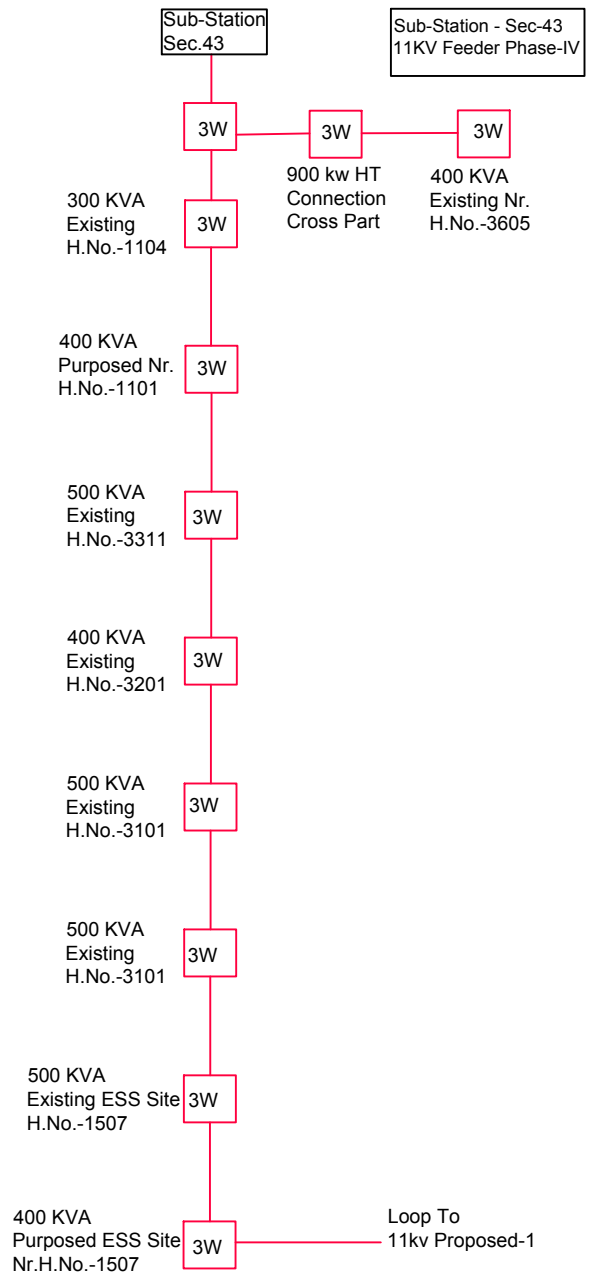 Sub-Station
Sec.43
Sub-Station - Sec-43
11KV Feeder Phase-IV
3W
3W
3W
900 kw HT
Connection
Cross Part
400 KVA
Existing Nr.
H.No.-3605
300 KVA
Existing
H.No.-1104
3W
400 KVA
Purposed Nr.
H.No.-1101
3W
500 KVA
Existing
H.No.-3311
3W
400 KVA
Existing
H.No.-3201
3W
500 KVA
Existing
H.No.-3101
3W
500 KVA
Existing
H.No.-3101
3W
500 KVA
Existing ESS Site
H.No.-1507
3W
400 KVA
Purposed ESS Site
Nr.H.No.-1507
3W
Loop To
11kv Proposed-1